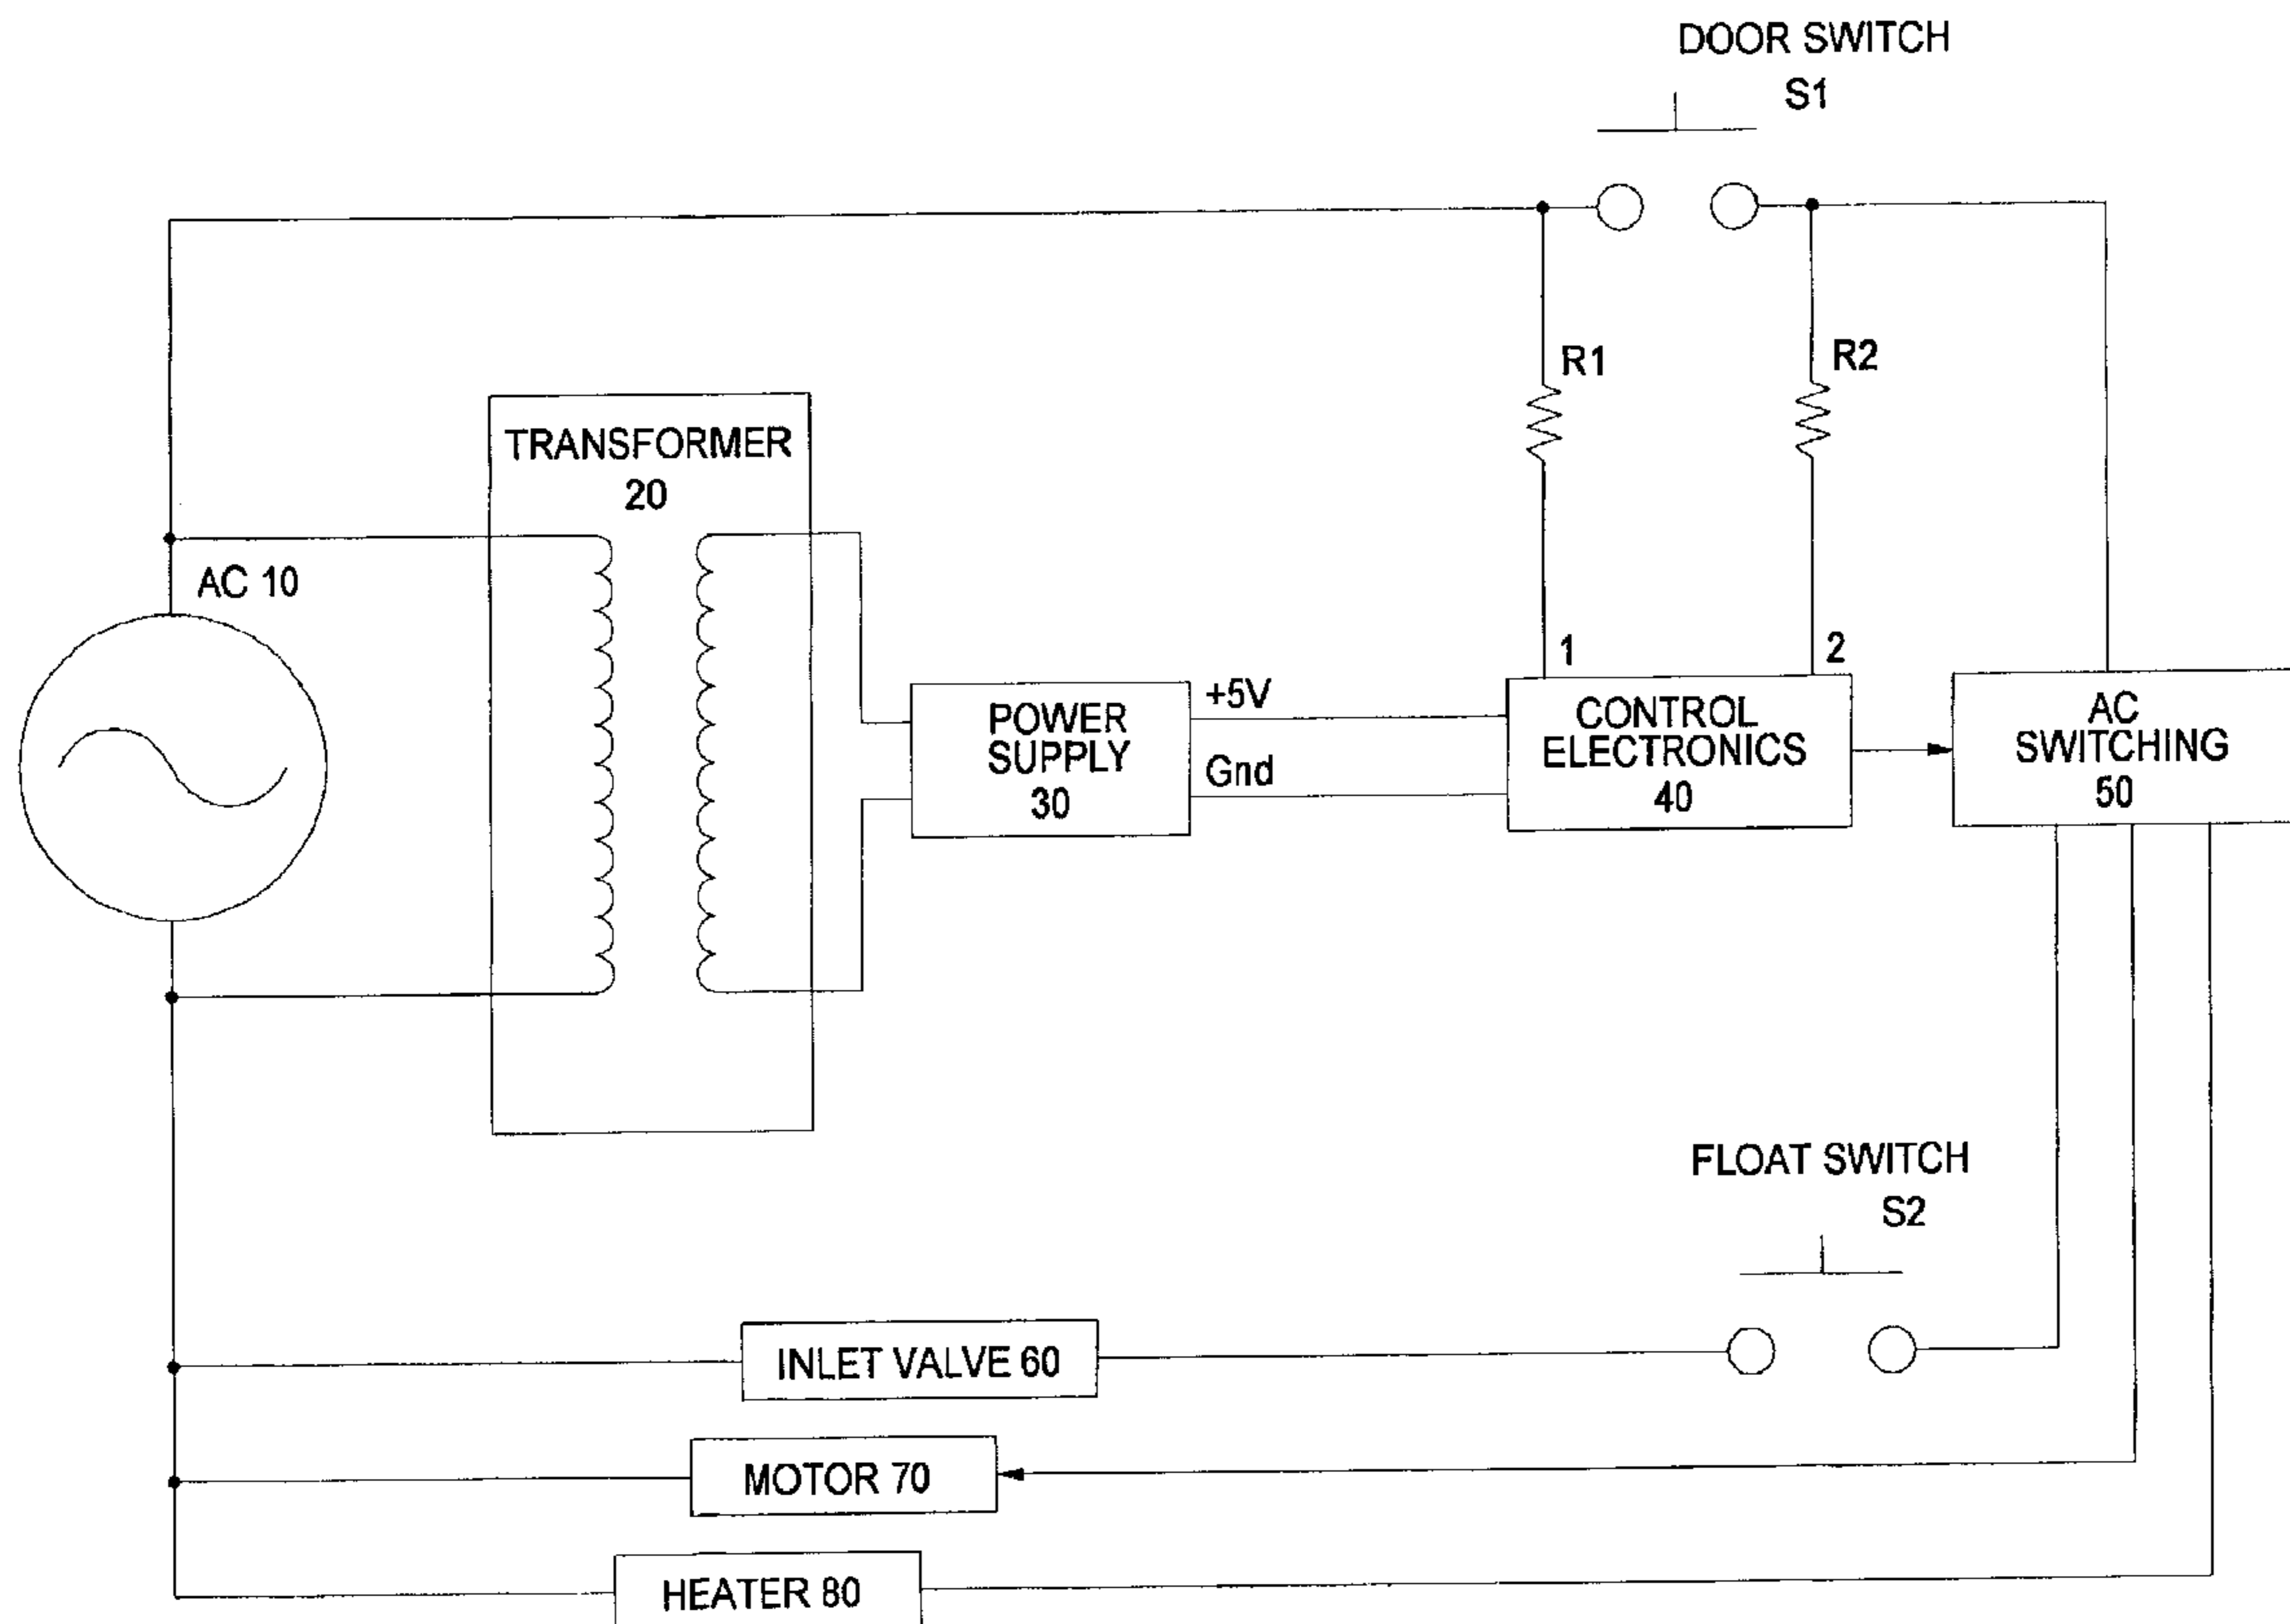 DOOR SWITCH
S1
R1
R2
TRANSFORMER
20
AC 10
1
2
+5V
Gnd
POWER
SUPPLY
30
CONTROL
ELECTRONICS
40
AC
SWITCHING
50
FLOAT SWITCH
S2
INLET VALVE 60
MOTOR 70
HEATER 80